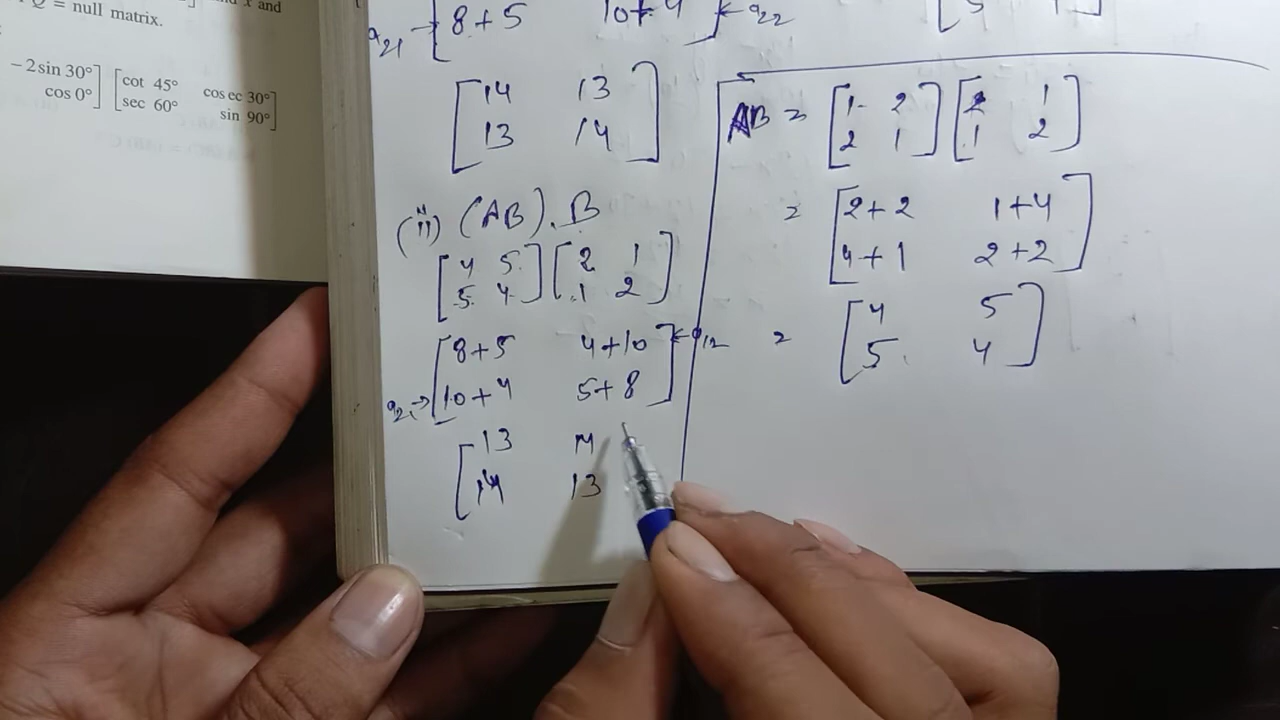 Q = null matrix.
−2 sin 30°] [cot 45° cos ec 30°]
cos 0°] [sec 60° sin 90°]
a21 → [8+5 10+4] ← a22
[14 13
13 14]
(ii) (AB). B
[4 5] [2 1]
[5 4] [1 2]
[8+5 4+10] ← a12
a21 → [10+4 5+8]
[13 14
14 13
AB = [1 2] [2 1]
[2 1] [1 2]
= [2+2 1+4]
[4+1 2+2]
= [4 5]
[5 4]